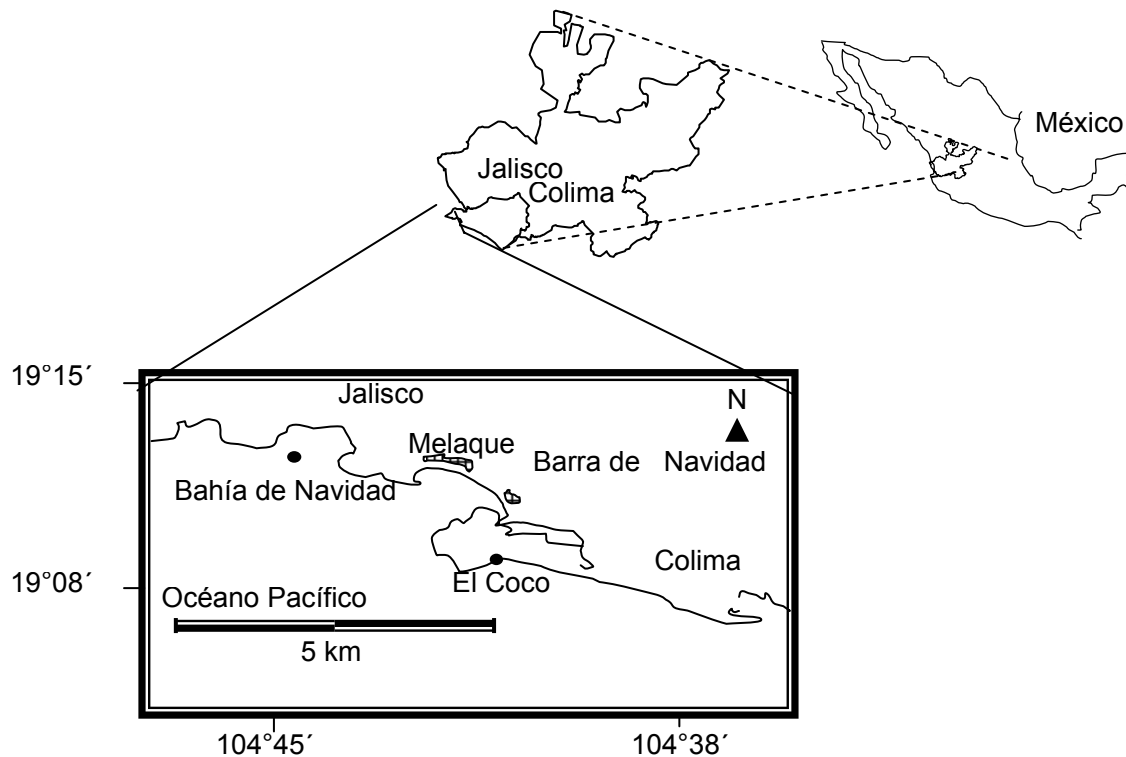 México
Jalisco
Colima
19°15´
Jalisco
N
Melaque
Barra de Navidad
Bahía de Navidad
Colima
19°08´
El Coco
Océano Pacífico
5 km
104°45´
104°38´